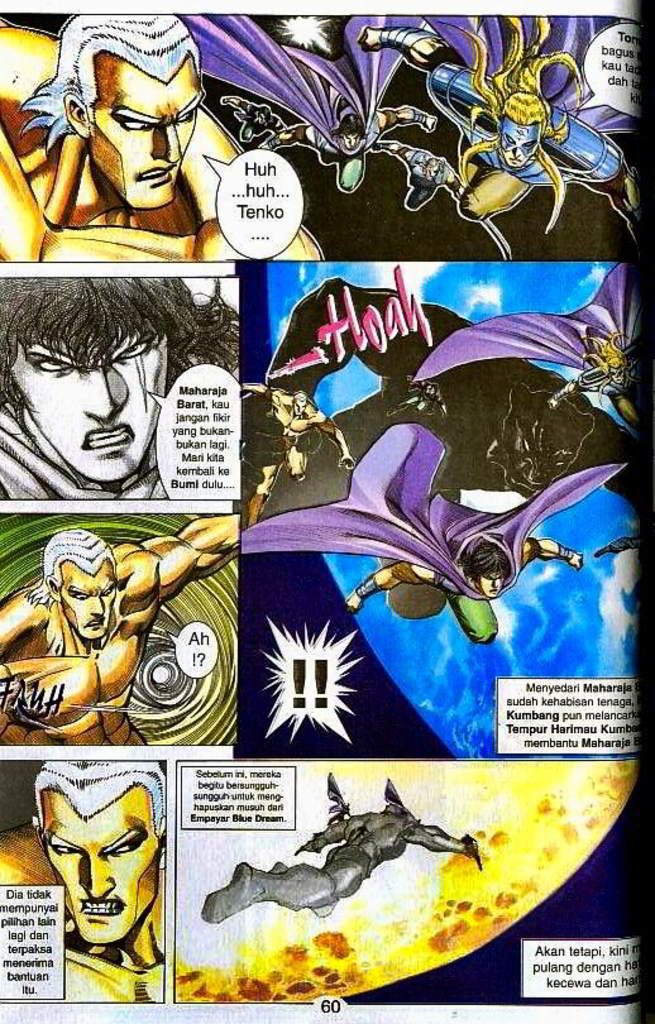 Huh
...huh...
Tenko
....
bagus
kau
dah
Hoah
Maharaja
Barat, kau
jangan fikir
yang bukan-
bukan lagi.
Mari kita
kembali ke
Bumi dulu....
Ah
!?
!!
Menyedari Maharaja
sudah kehabisan tenaga,
Kumbang pun melancarka
Tempur Harimau Kumba
membantu Maharaja
Sebelum ini, mereka
begitu bersungguh-
sungguh untuk meng-
hapuskan musuh dari
Empayar Blue Dream.
Dia tidak
mempunyai
pilihan lain
lagi dan
terpaksa
menerima
bantuan
itu.
Akan tetapi, kini
pulang dengan
kecewa dan
60